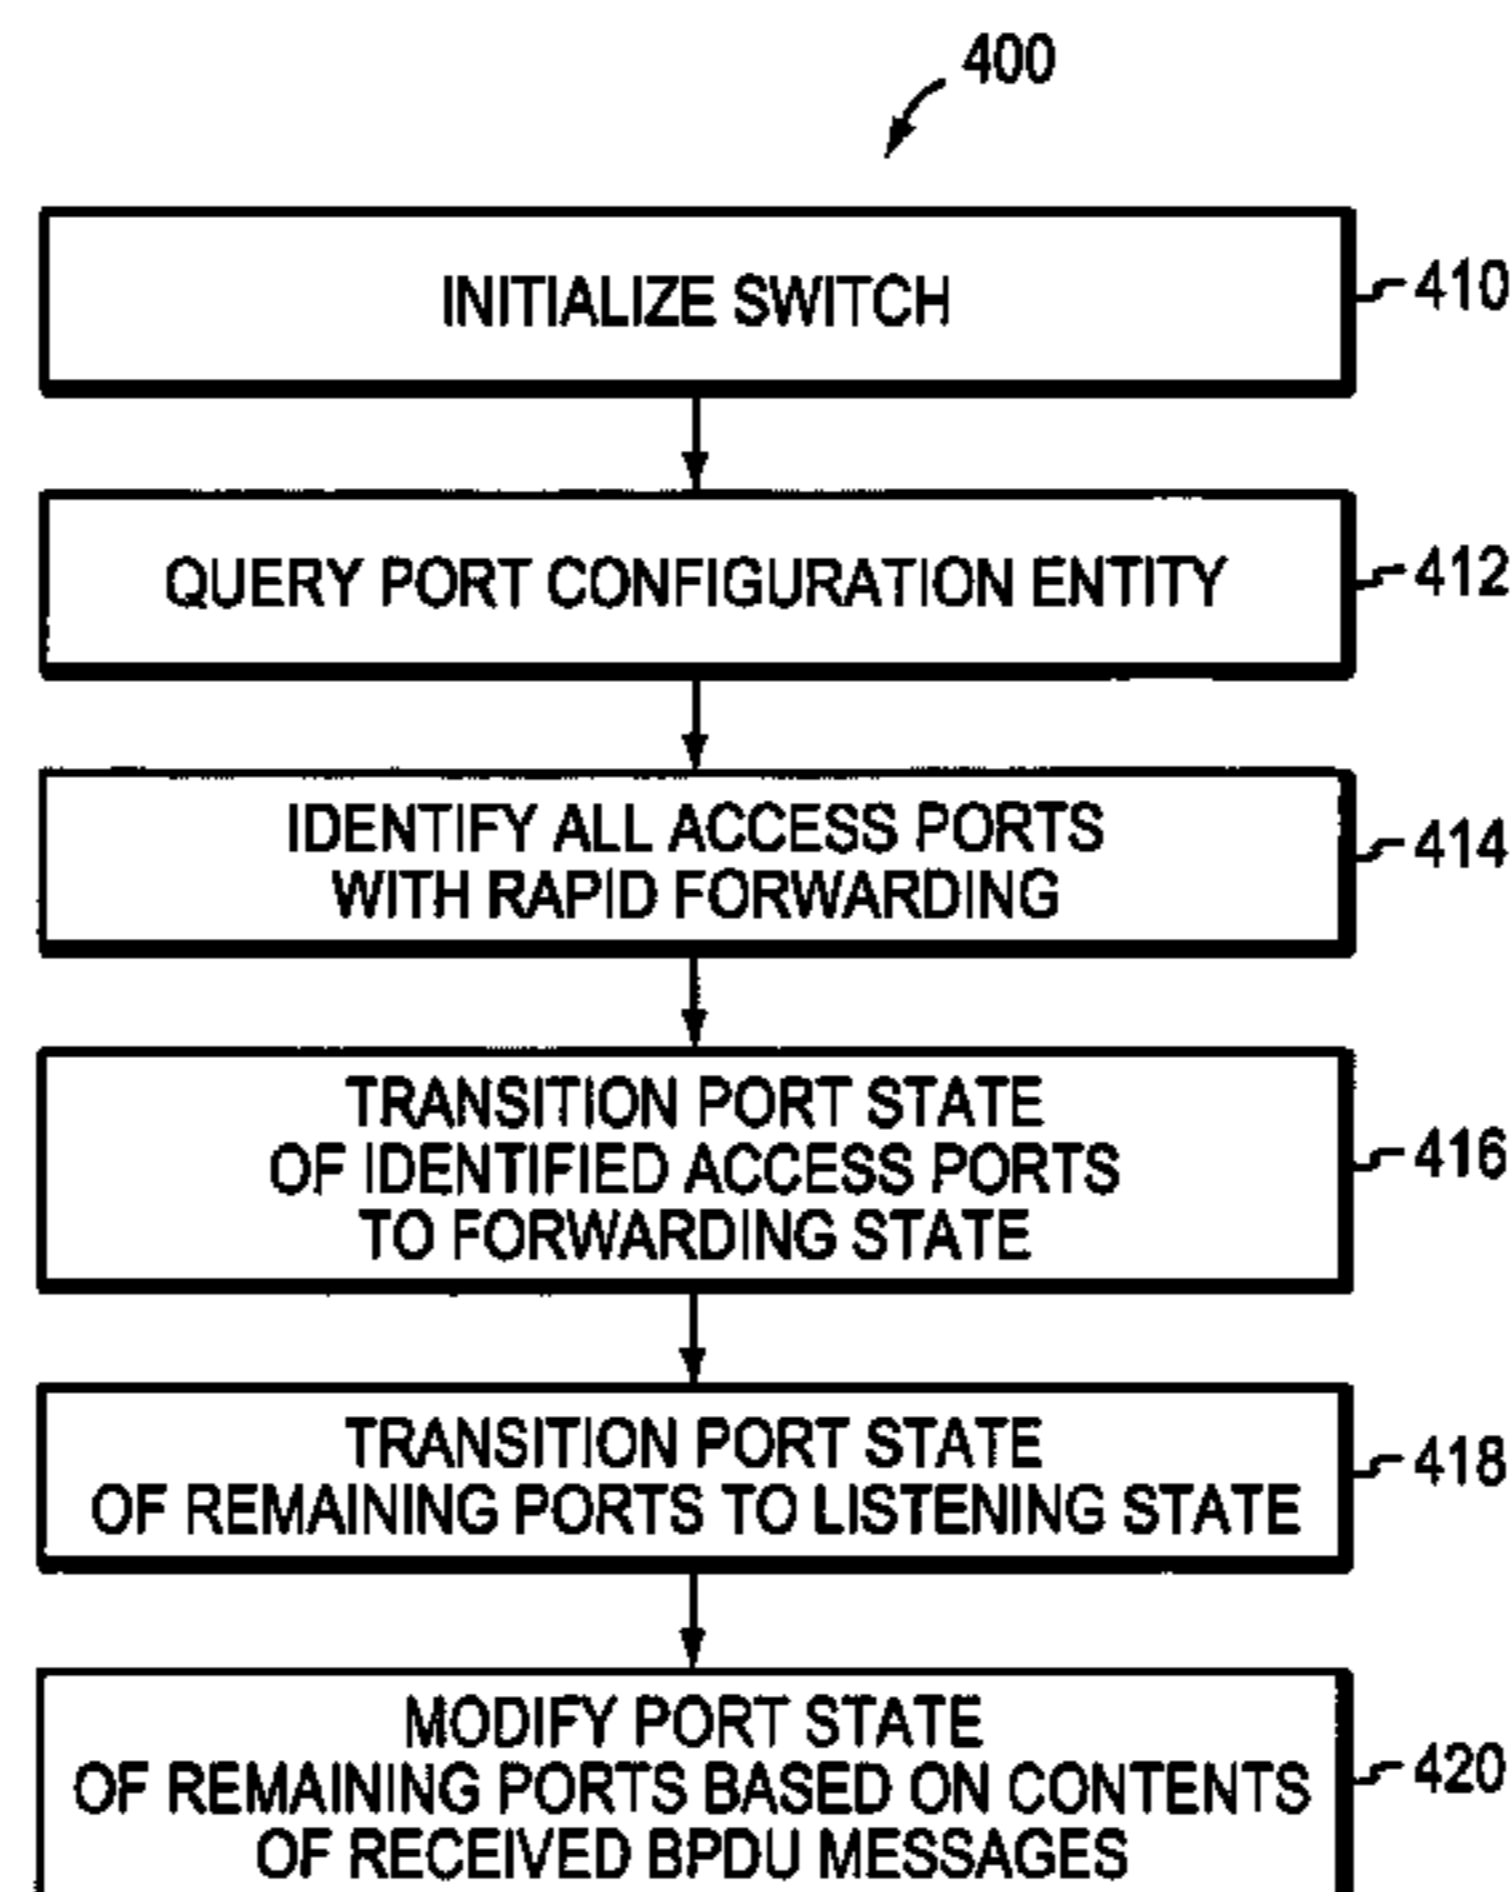 400
INITIALIZE SWITCH
410
QUERY PORT CONFIGURATION ENTITY
412
IDENTIFY ALL ACCESS PORTS
WITH RAPID FORWARDING
414
TRANSITION PORT STATE
OF IDENTIFIED ACCESS PORTS
TO FORWARDING STATE
416
TRANSITION PORT STATE
OF REMAINING PORTS TO LISTENING STATE
418
MODIFY PORT STATE
OF REMAINING PORTS BASED ON CONTENTS
OF RECEIVED BPDU MESSAGES
420